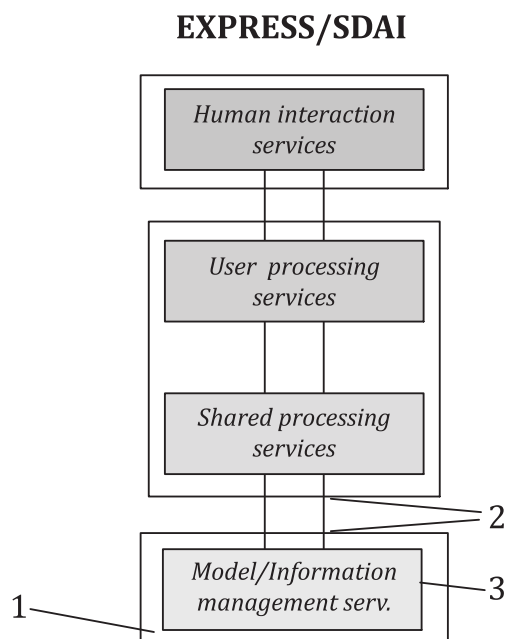 EXPRESS/SDAI
Human interaction
services
User processing
services
Shared processing
services
2
Model/Information
management serv.
3
1